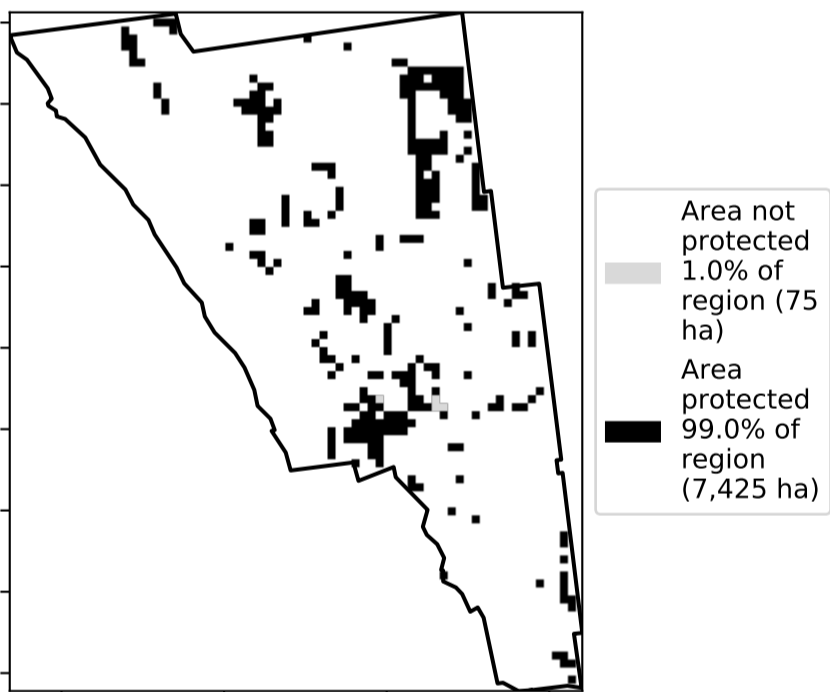 Area not
protected
1.0% of
region (75
ha)
Area
protected
99.0% of
region
(7,425 ha)